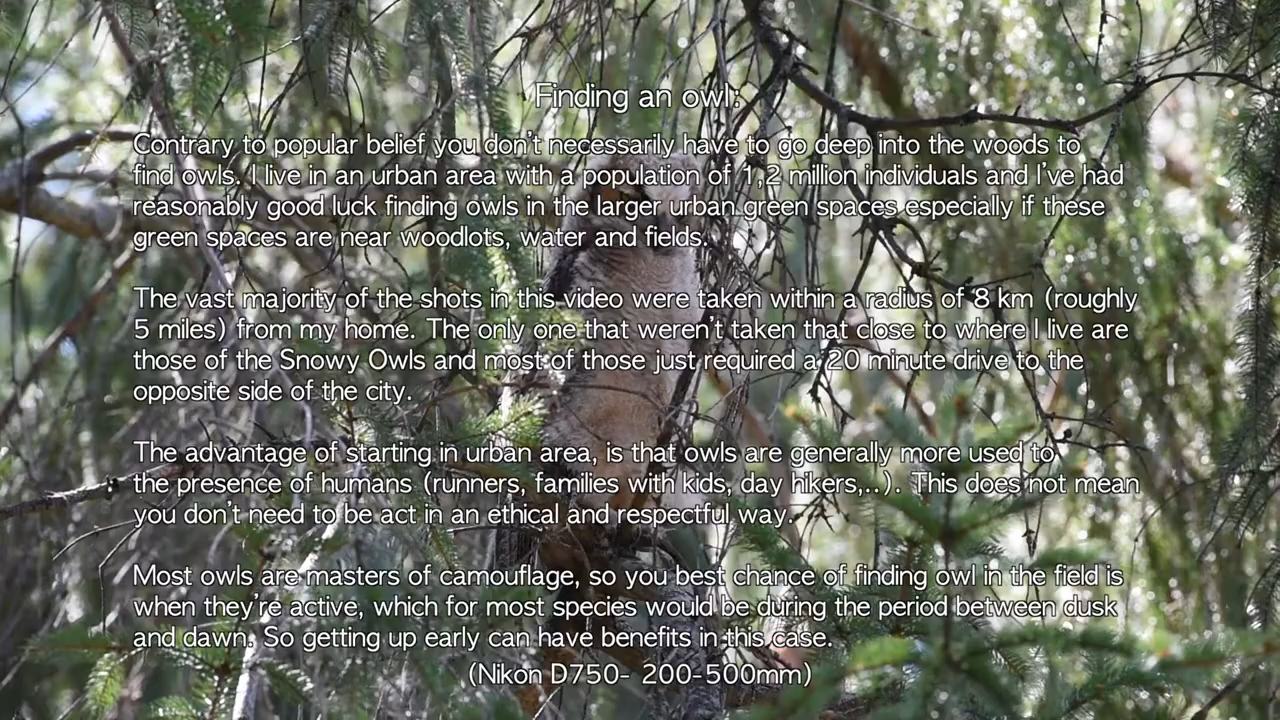 Finding an owl:
Contrary to popular belief you don't necessarily have to go deep into the woods to
find owls. I live in an urban area with a population of 1,2 million individuals and I've had
reasonably good luck finding owls in the larger urban green spaces especially if these
green spaces are near woodlots, water and fields.
The vast majority of the shots in this video were taken within a radius of 8 km (roughly
5 miles) from my home. The only one that weren't taken that close to where I live are
those of the Snowy Owls and most of those just required a 20 minute drive to the
opposite side of the city.
The advantage of starting in urban area, is that owls are generally more used to
the presence of humans (runners, families with kids, day hikers,..). This does not mean
you don't need to be act in an ethical and respectful way.
Most owls are masters of camouflage, so you best chance of finding owl in the field is
when they're active, which for most species would be during the period between dusk
and dawn. So getting up early can have benefits in this case.
(Nikon D750- 200-500mm)